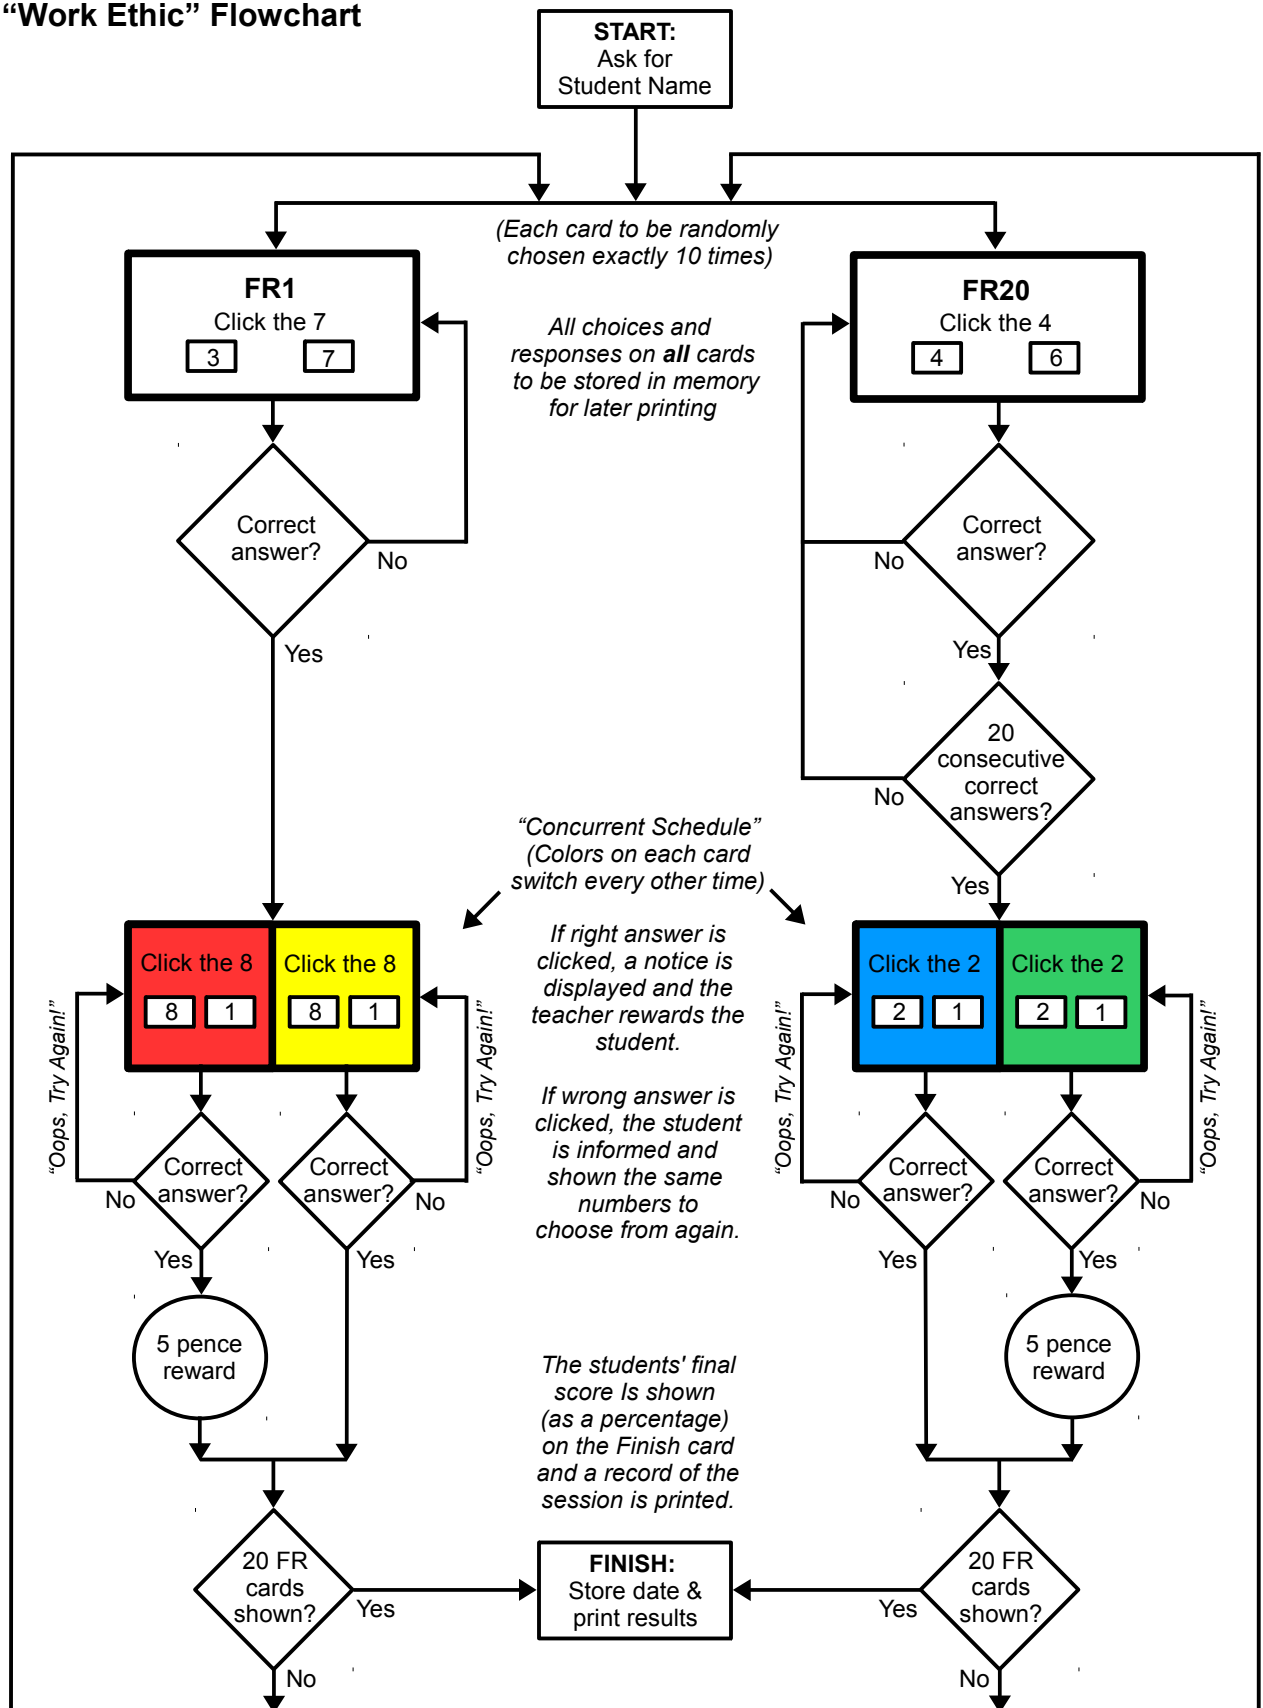 “Work Ethic” Flowchart
START:
Ask for
Student Name
(Each card to be randomly
chosen exactly 10 times)
FR1
Click the 7
3
7
FR20
Click the 4
4
6
All choices and
responses on all cards
to be stored in memory
for later printing
Correct
answer?
No
Yes
Correct
answer?
No
Yes
20
consecutive
correct
answers?
No
Yes
“Concurrent Schedule”
(Colors on each card
switch every other time)
If right answer is
clicked, a notice is
displayed and the
teacher rewards the
student.
If wrong answer is
clicked, the student
is informed and
shown the same
numbers to
choose from again.
Click the 8
8
1
Click the 8
8
1
“Oops, Try Again!”
“Oops, Try Again!”
Correct
answer?
No
Yes
Correct
answer?
No
Yes
5 pence
reward
Click the 2
2
1
Click the 2
2
1
“Oops, Try Again!”
“Oops, Try Again!”
Correct
answer?
No
Yes
Correct
answer?
No
Yes
5 pence
reward
The students' final
score Is shown
(as a percentage)
on the Finish card
and a record of the
session is printed.
20 FR
cards
shown?
Yes
No
FINISH:
Store date &
print results
20 FR
cards
shown?
Yes
No